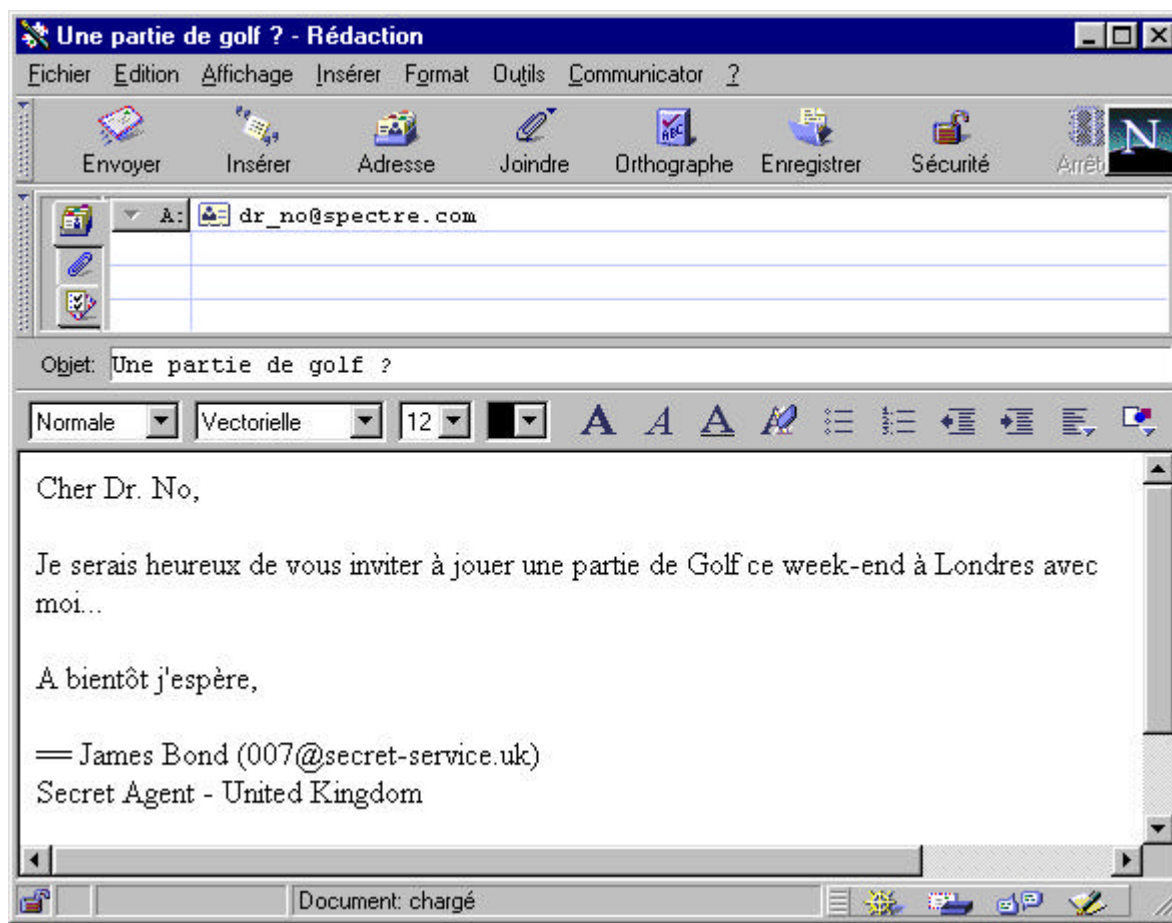 Une partie de golf ? - Rédaction
Fichier Edition Affichage Insérer Format Outils Communicator ?
Envoyer Insérer Adresse Joindre Orthographe Enregistrer Sécurité Arrêt
N
A: dr_no@spectre.com
Objet: Une partie de golf ?
Normale Vectorielle 12 A A A
Cher Dr. No,
Je serais heureux de vous inviter à jouer une partie de Golf ce week-end à Londres avec
moi...
A bientôt j'espère,
== James Bond (007@secret-service.uk)
Secret Agent - United Kingdom
Document: chargé